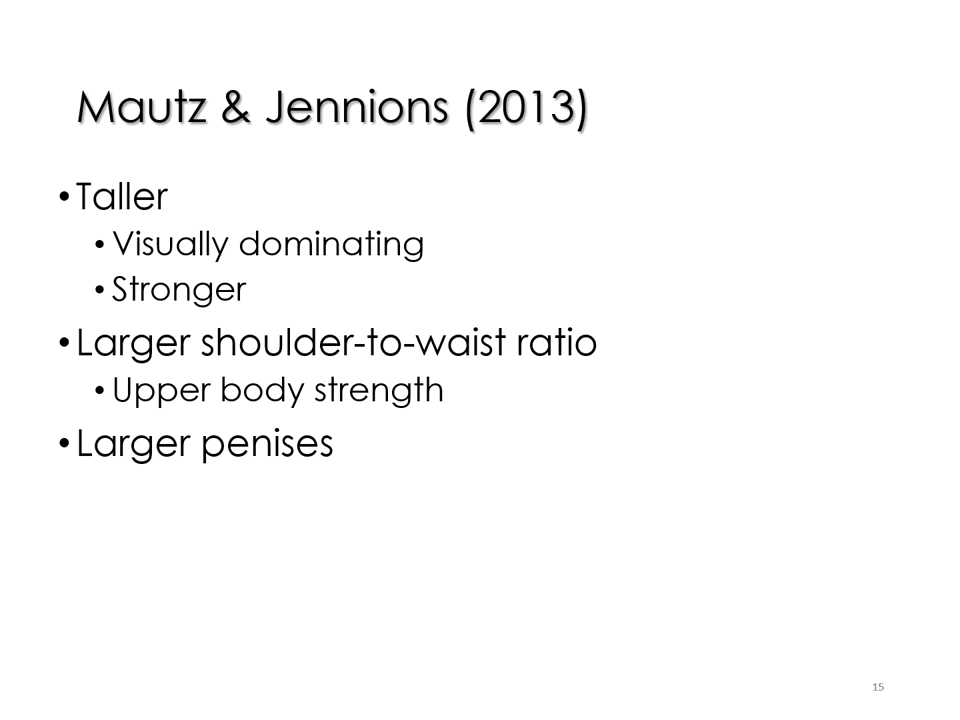 Mautz & Jennions (2013)
• Taller
• Visually dominating
• Stronger
• Larger shoulder-to-waist ratio
• Upper body strength
• Larger penises
15